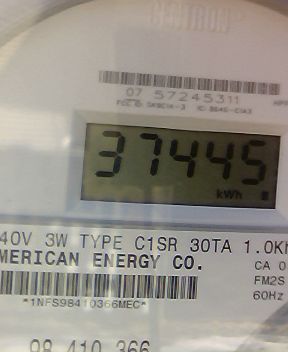 CENTRON
07 57245311
37445
kWh
40V 3W TYPE C1SR 30TA 1.0K
MERICAN ENERGY CO.
CA 0
FM2S
60Hz
*1NFS98410366MEC*
98 410 366